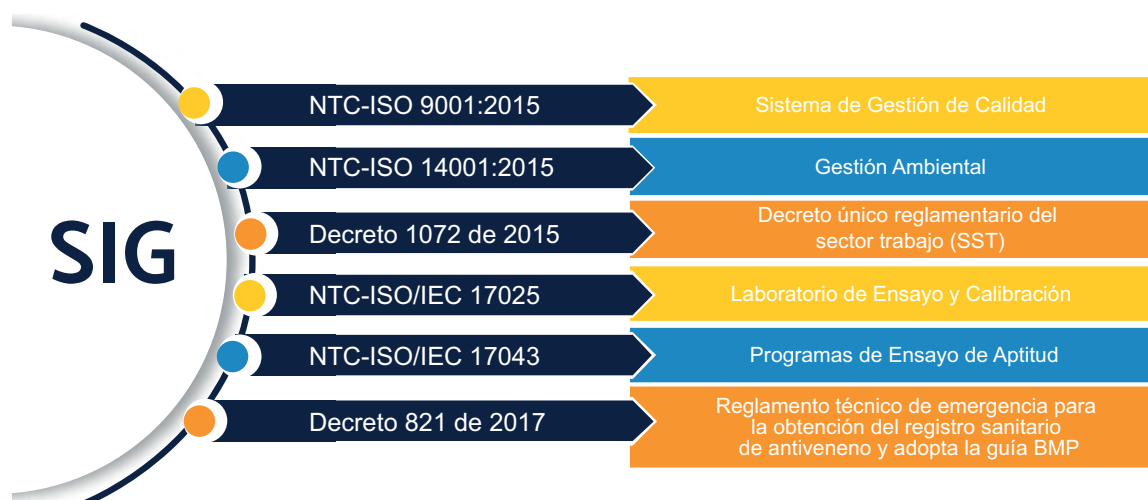 SIG
NTC-ISO 9001:2015
Sistema de Gestión de Calidad
NTC-ISO 14001:2015
Gestión Ambiental
Decreto 1072 de 2015
Decreto único reglamentario del
sector trabajo (SST)
NTC-ISO/IEC 17025
Laboratorio de Ensayo y Calibración
NTC-ISO/IEC 17043
Programas de Ensayo de Aptitud
Decreto 821 de 2017
Reglamento técnico de emergencia para
la obtención del registro sanitario
de antiveneno y adopta la guía BMP